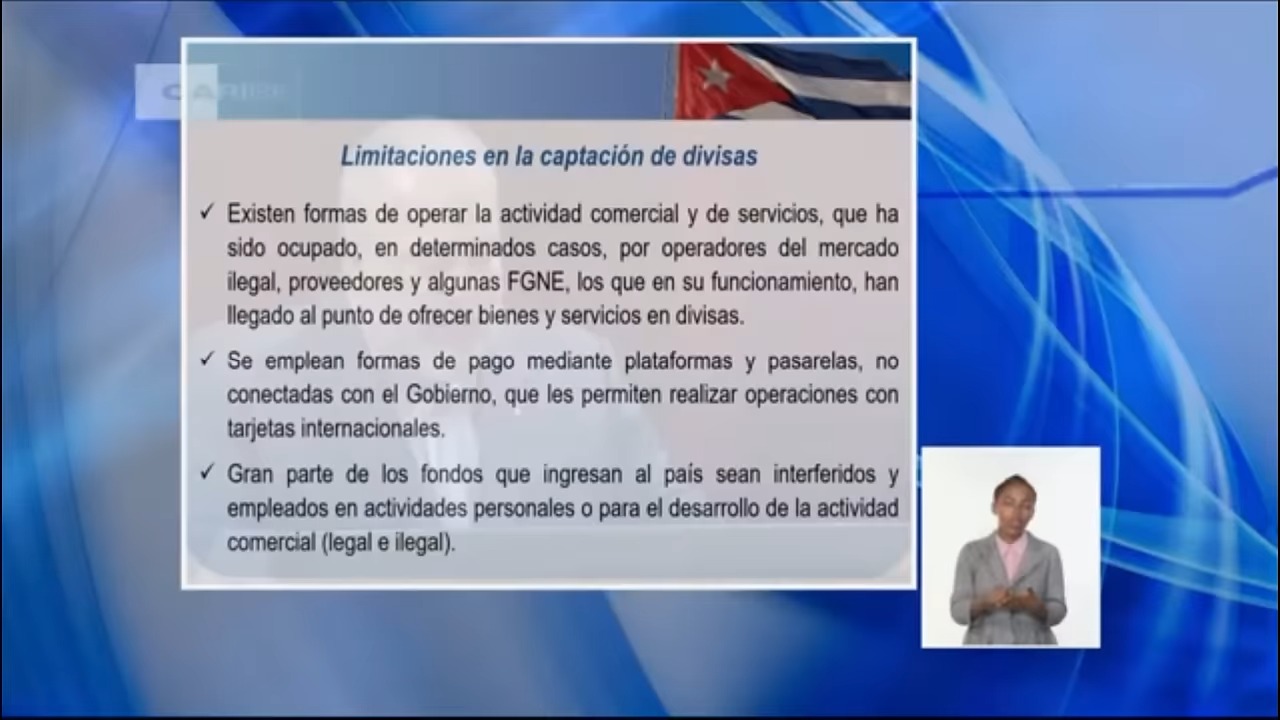 CARIBE
Limitaciones en la captación de divisas
✓ Existen formas de operar la actividad comercial y de servicios, que ha
sido ocupado, en determinados casos, por operadores del mercado
ilegal, proveedores y algunas FGNE, los que en su funcionamiento, han
llegado al punto de ofrecer bienes y servicios en divisas.
✓ Se emplean formas de pago mediante plataformas y pasarelas, no
conectadas con el Gobierno, que les permiten realizar operaciones con
tarjetas internacionales.
✓ Gran parte de los fondos que ingresan al país sean interferidos y
empleados en actividades personales o para el desarrollo de la actividad
comercial (legal e ilegal).